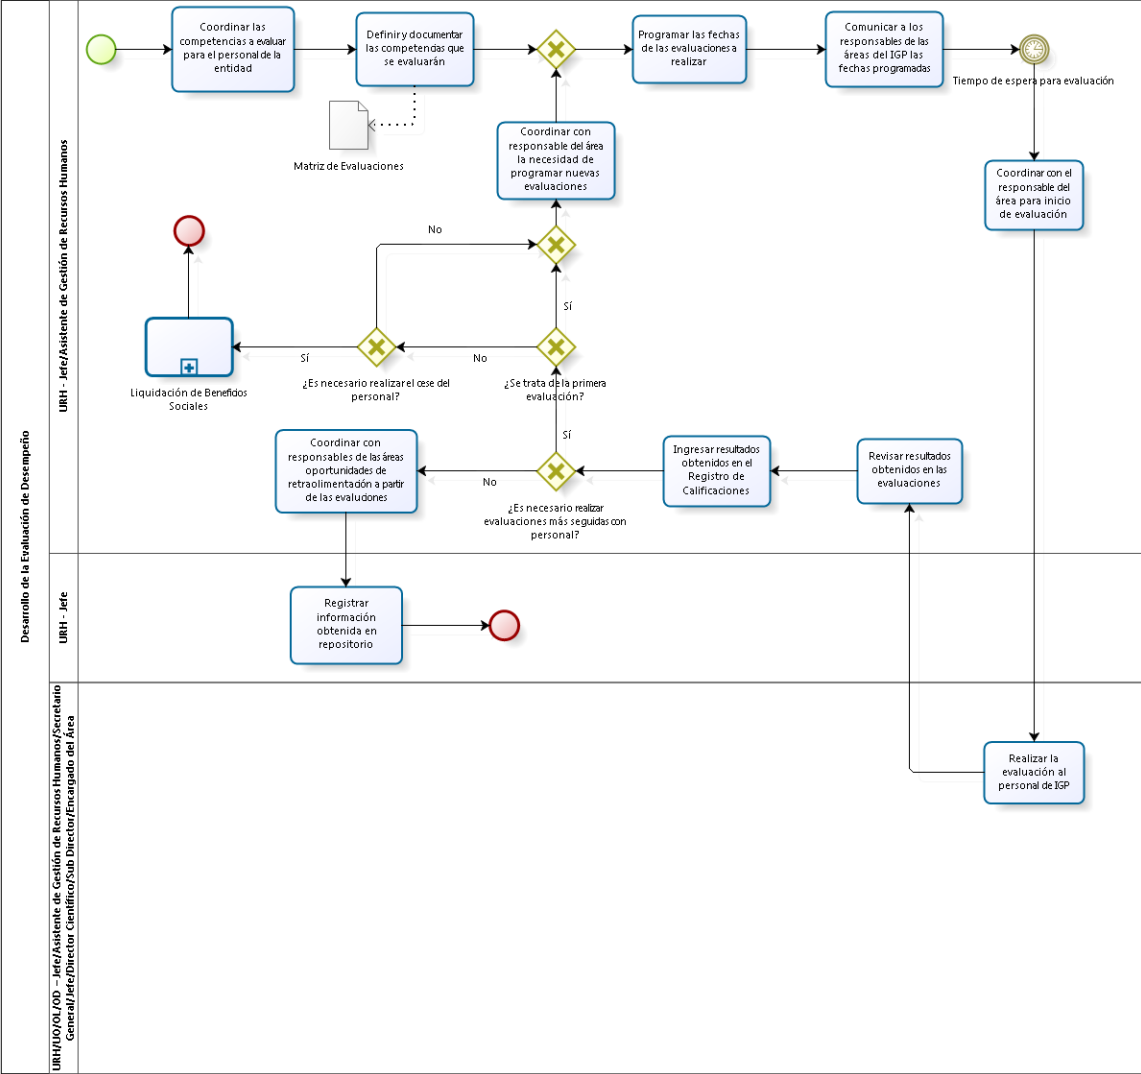 Desarrollo de la Evaluación de Desempeño
URH - Jefe/Asistente de Gestión de Recursos Humanos
Coordinar las
competencias a evaluar
para el personal de la
entidad
Definir y documentar
las competencias que
se evaluarán
Programar las fechas
de las evaluaciones a
realizar
Comunicar a los
responsables de las
áreas del IGP las
fechas programadas
Tiempo de espera para evaluación
Matriz de Evaluaciones
Coordinar con
responsable del área
la necesidad de
programar nuevas
evaluaciones
Coordinar con el
responsable del
área para inicio
de evaluación
No
Sí
Sí
No
¿Es necesario realizar el cese del
personal?
¿Se trata de la primera
evaluación?
Liquidación de Beneficios
Sociales
Sí
Coordinar con
responsables de las áreas
oportunidades de
retraolimentación a partir
de las evaluciones
No
¿Es necesario realizar
evaluaciones más seguidas con
personal?
Ingresar resultados
obtenidos en el
Registro de
Calificaciones
Revisar resultados
obtenidos en las
evaluaciones
URH - Jefe
Registrar
información
obtenida en
repositorio
URH/UO/OL/OD – Jefe/Asistente de Gestión de Recursos Humanos/Secretario
General/Jefe/Director Científico/Sub Director/Encargado del Área
Realizar la
evaluación al
personal de IGP